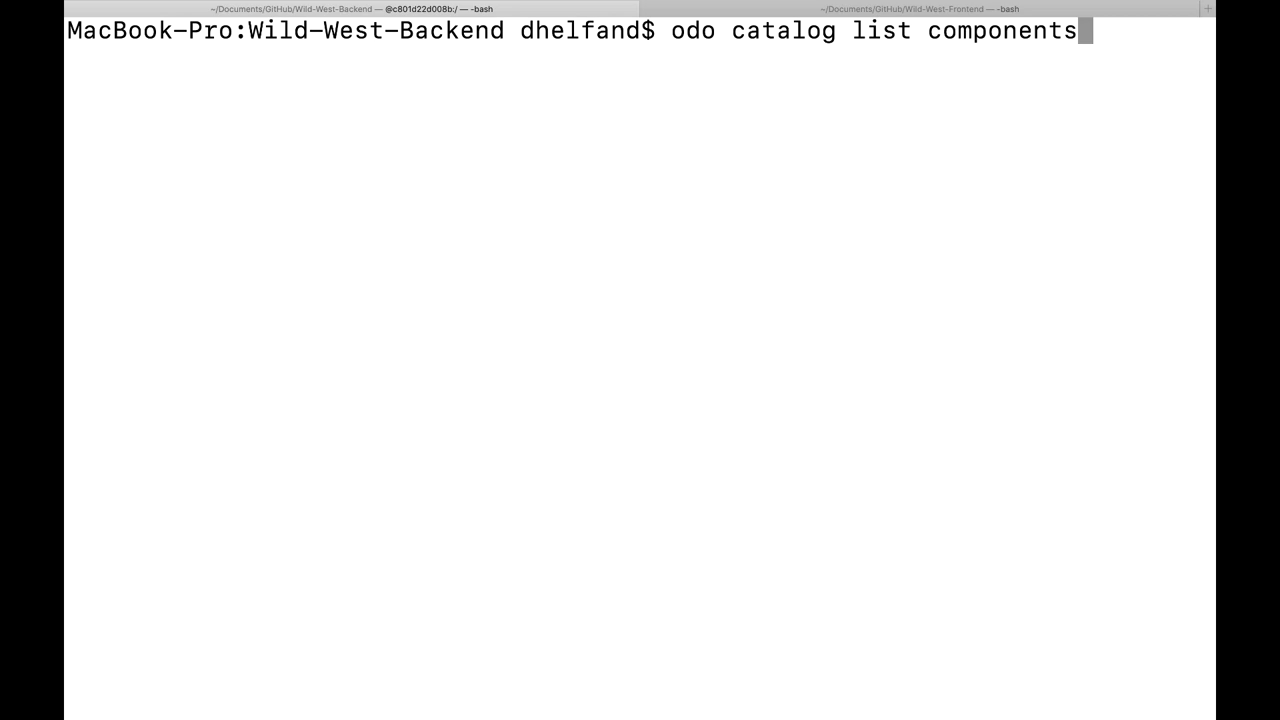 ~/Documents/GitHub/Wild-West-Backend — @c801d22d008b:/ — -bash
~/Documents/GitHub/Wild-West-Frontend — -bash
+
MacBook-Pro:Wild-West-Backend dhelfand$ odo catalog list components